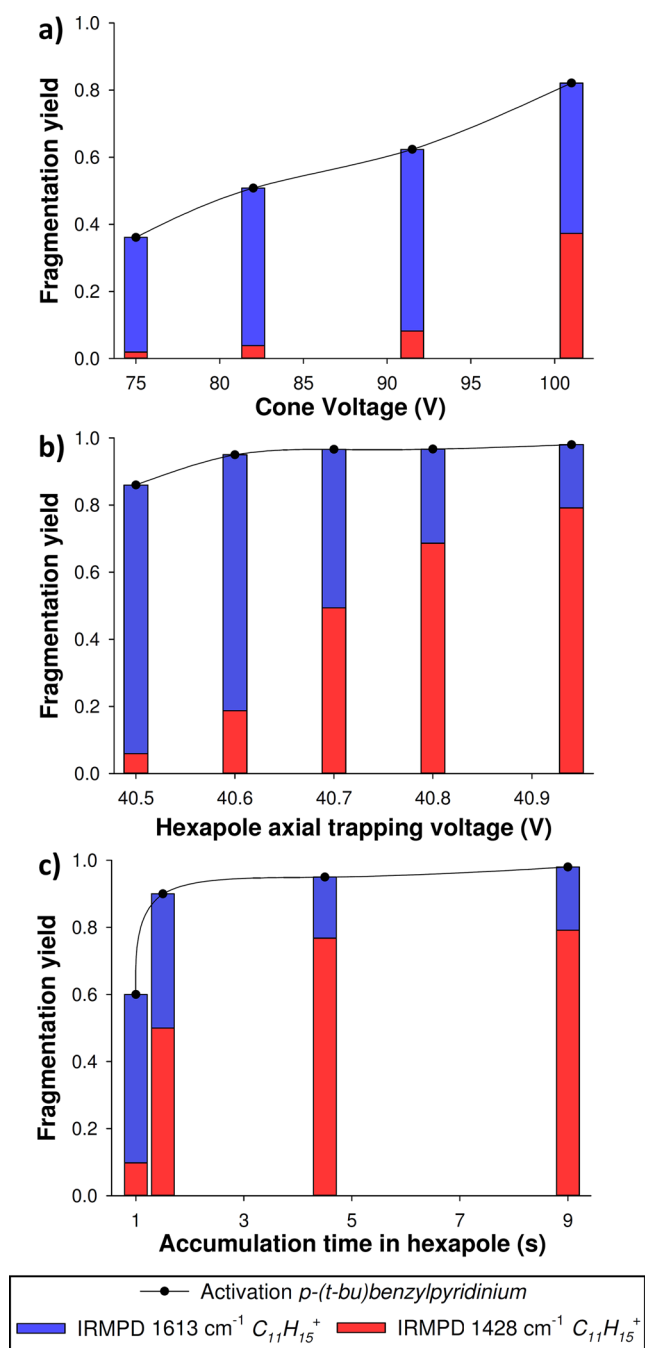 a)
Fragmentation yield
1.0
0.8
0.6
0.4
0.2
0.0
75 80 85 90 95 100
Cone Voltage (V)
b)
Fragmentation yield
1.0
0.8
0.6
0.4
0.2
0.0
40.5 40.6 40.7 40.8 40.9
Hexapole axial trapping voltage (V)
c)
Fragmentation yield
1.0
0.8
0.6
0.4
0.2
0.0
1 3 5 7 9
Accumulation time in hexapole (s)
Activation p-(t-bu)benzylpyridinium
IRMPD 1613 cm⁻¹ C₁₁H₁₅⁺ IRMPD 1428 cm⁻¹ C₁₁H₁₅⁺